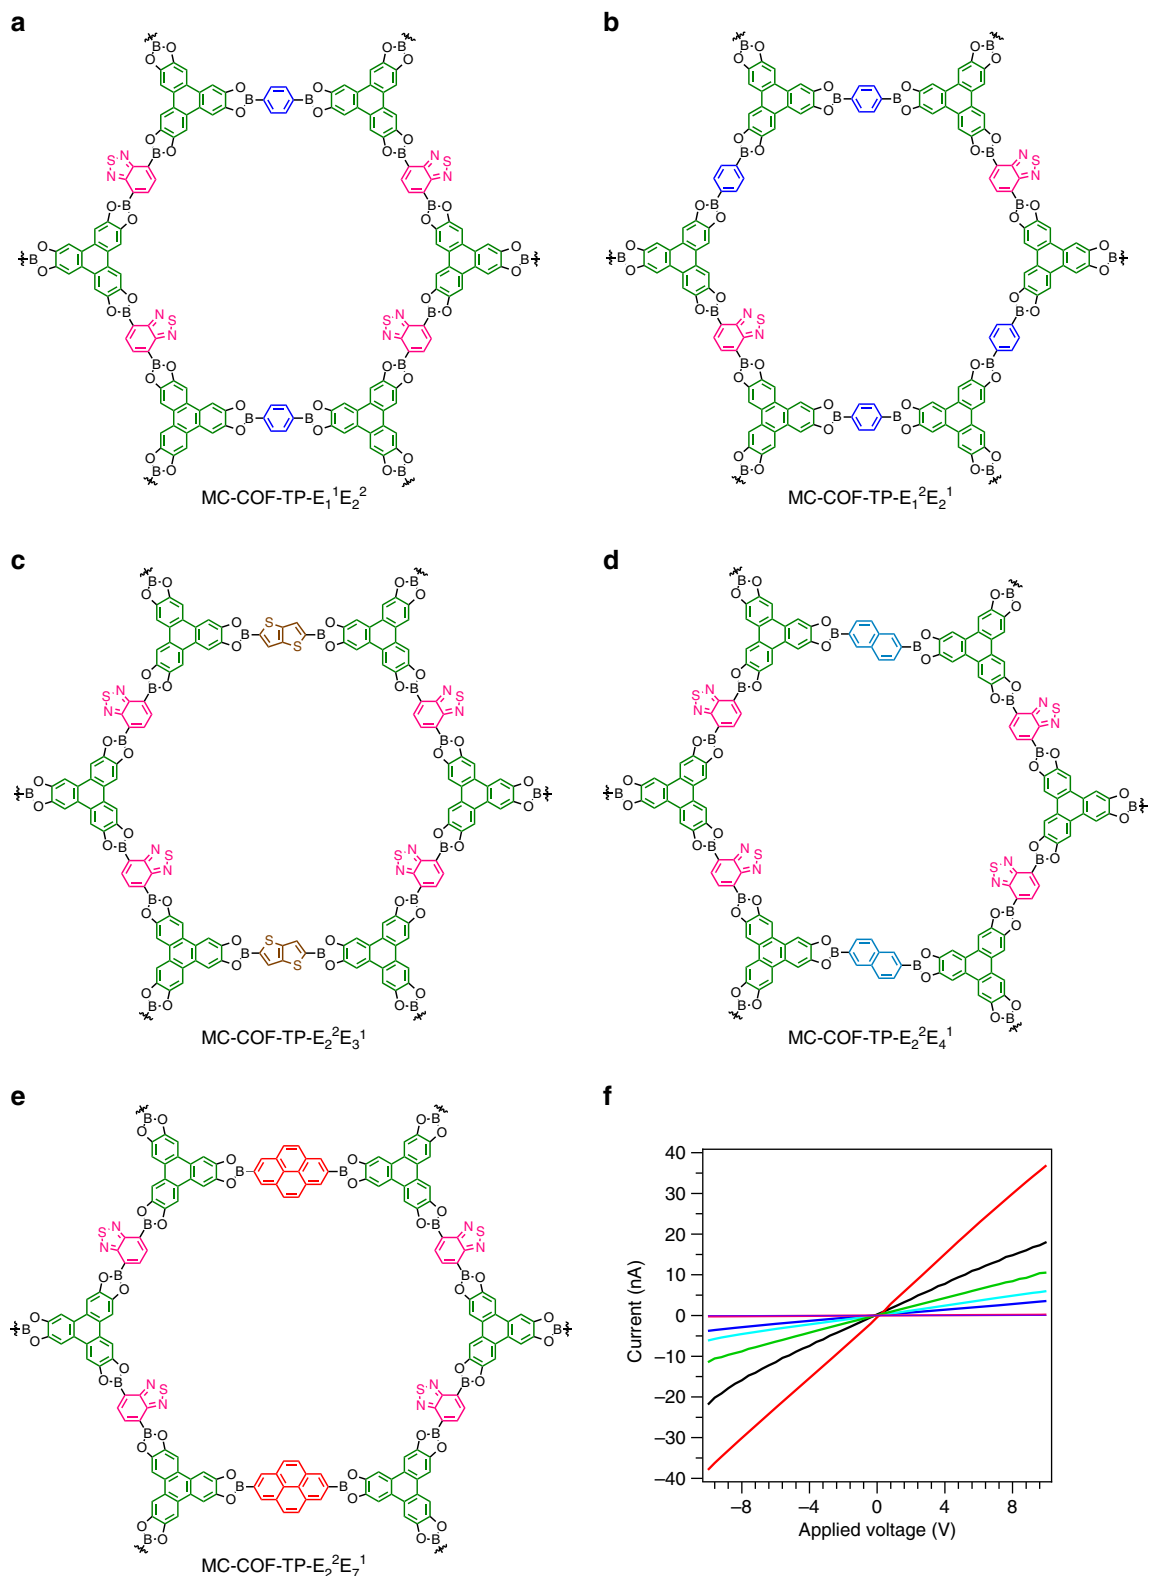 a
b
MC-COF-TP-E₁¹E₂²
MC-COF-TP-E₁²E₂¹
c
d
MC-COF-TP-E₂²E₃¹
MC-COF-TP-E₂²E₄¹
e
f
MC-COF-TP-E₂²E₇¹
40
30
20
10
0
–10
–20
–30
–40
Current (nA)
–8 –4 0 4 8
Applied voltage (V)